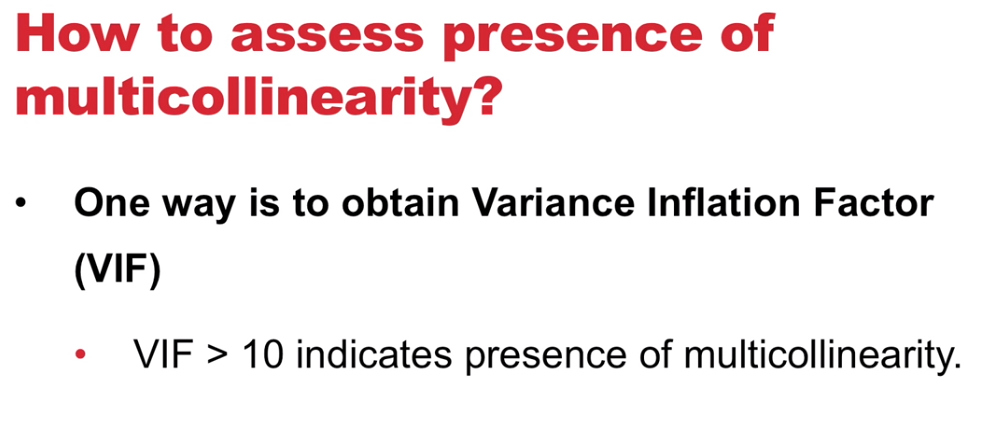 How to assess presence of
multicollinearity?
• One way is to obtain Variance Inflation Factor
(VIF)
• VIF > 10 indicates presence of multicollinearity.